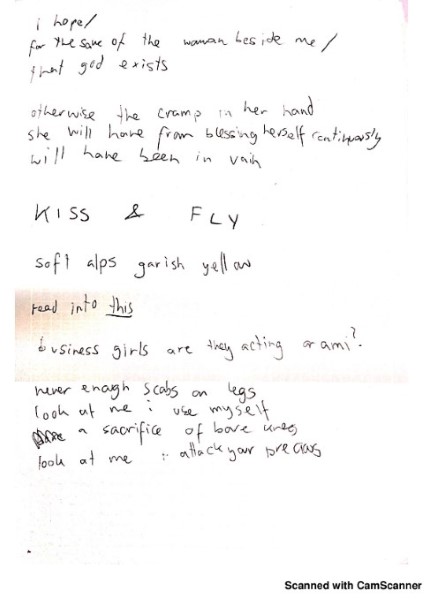 i hope/
for the sake of the woman beside me/
that god exists
otherwise the cramp in her hand
she will have from blessing herself continuously
will have been in vain
KISS & FLY
soft alps garish yellow
read into this
business girls are they acting or am i?
never enough scabs on legs
look at me i use myself
a sacrifice of bare knees
look at me i attack your precious
Scanned with CamScanner